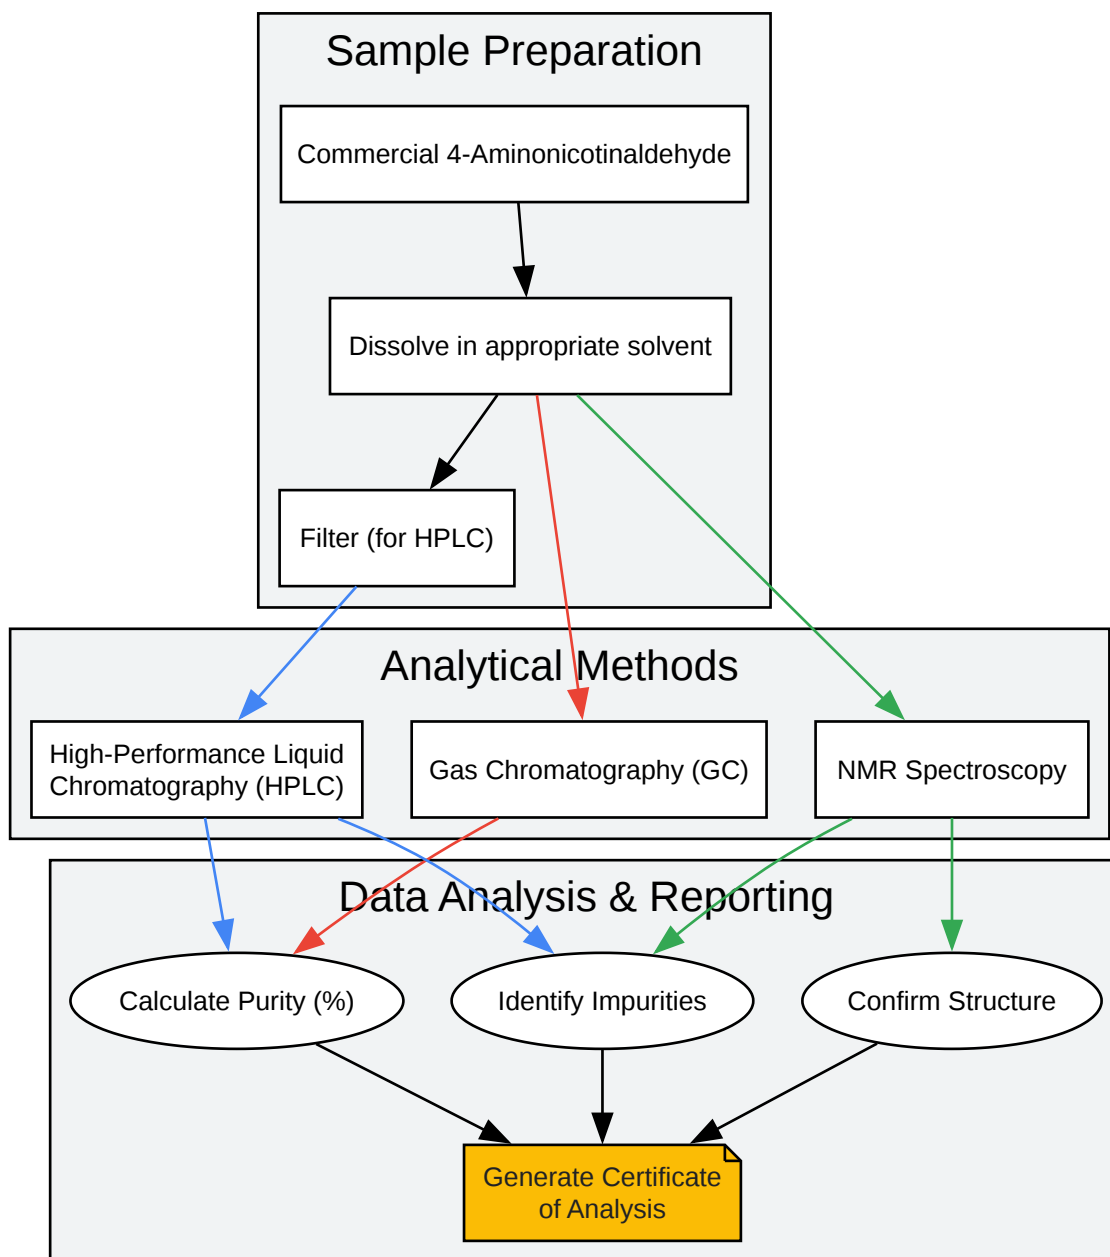 Sample Preparation
Commercial 4-Aminonicotinaldehyde
Dissolve in appropriate solvent
Filter (for HPLC)
Analytical Methods
High-Performance Liquid
Chromatography (HPLC)
Gas Chromatography (GC)
NMR Spectroscopy
Data Analysis & Reporting
Calculate Purity (%)
Identify Impurities
Confirm Structure
Generate Certificate
of Analysis